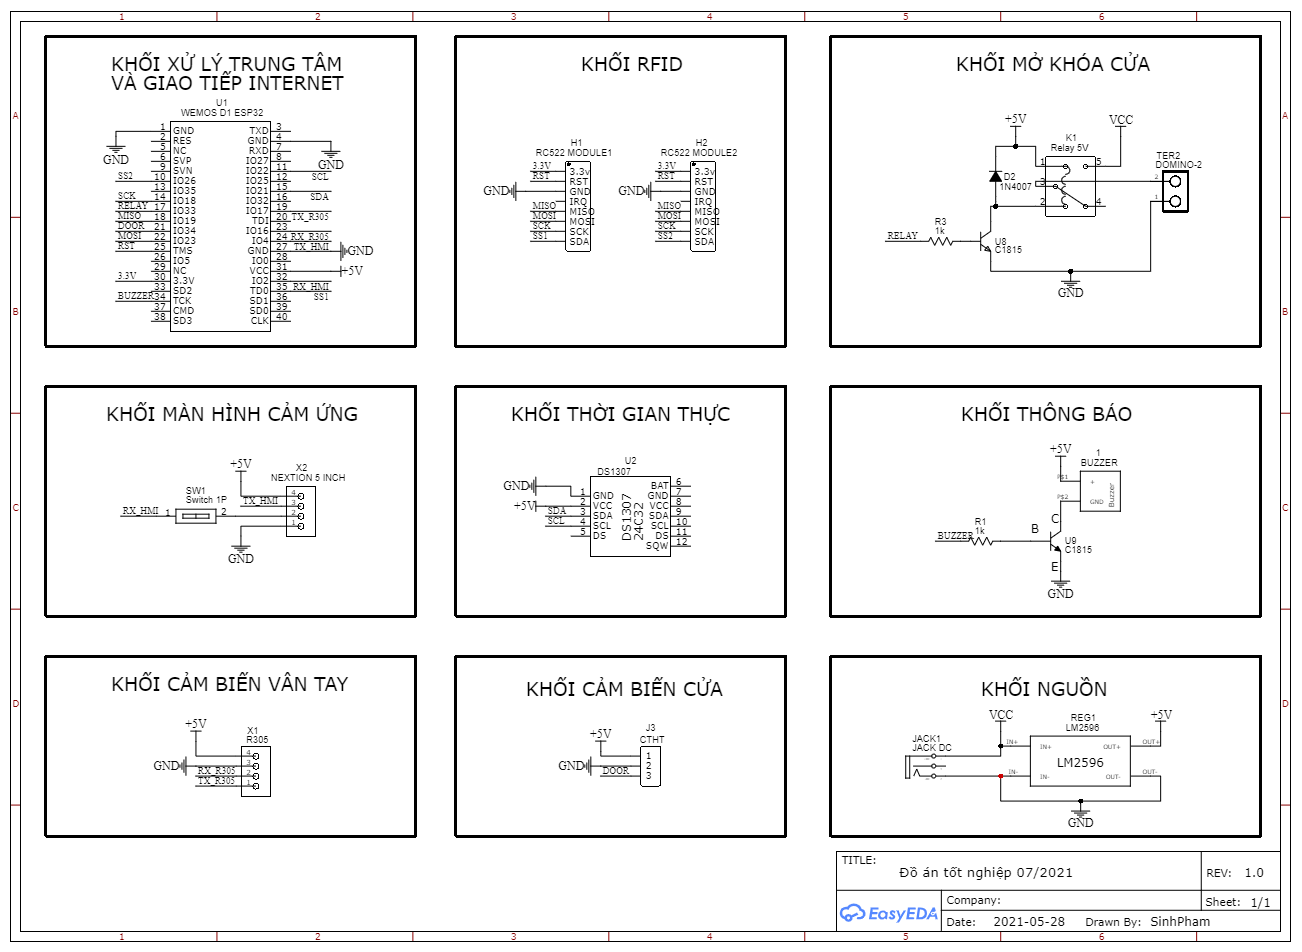 1 2 3 4 5 6
A A
B B
C C
D D
KHỐI XỬ LÝ TRUNG TÂM
VÀ GIAO TIẾP INTERNET
U1
WEMOS D1 ESP32
1 GND TXD 3
2 RES GND 4
5 NC RXD 7
6 SVP IO27 8
9 SVN IO22 11 SCL
SS2 10 IO26 IO25 12
13 IO35 IO21 15 SDA
SCK 14 IO18 IO32 16
RELAY 17 IO33 IO17 19
MISO 18 IO19 TDI 20 TX_R305
DOOR 21 IO34 IO16 23
MOSI 22 IO23 IO4 24 RX_R305
RST 25 TMS GND 27 TX_HMI
26 IO5 IO0 28
29 NC VCC 31
3.3V 30 3.3V IO2 32
33 SD2 TD0 35 RX_HMI
BUZZER 34 TCK SD1 36 SS1
37 CMD SD0 39
38 SD3 CLK 40
GND
GND
GND
+5V
KHỐI RFID
H1
RC522 MODULE1
3.3V 3.3v
RST RST
GND GND
IRQ
MISO MISO
MOSI MOSI
SCK SCK
SS1 SDA
H2
RC522 MODULE2
3.3V 3.3v
RST RST
GND GND
IRQ
MISO MISO
MOSI MOSI
SCK SCK
SS2 SDA
KHỐI MỞ KHÓA CỬA
+5V
VCC
K1
Relay 5V
1 5
3
2 4
D2
1N4007
TER2
DOMINO-2
2
1
R3
1k
RELAY
U8
C1815
GND
KHỐI MÀN HÌNH CẢM ỨNG
+5V
X2
NEXTION 5 INCH
SW1
Switch 1P
RX_HMI 1 2
TX_HMI
4
3
2
1
GND
KHỐI THỜI GIAN THỰC
U2
DS1307
GND
+5V
SDA
SCL
1 GND BAT 6
2 VCC GND 7
3 SDA VCC 8
4 SCL SDA 9
5 DS SCL 10
DS 11
SQW 12
DS1307
24C32
KHỐI THÔNG BÁO
+5V
1
BUZZER
P$1 +
P$2 GND
Buzzer
R1
1k
BUZZER
B
C
E
U9
C1815
GND
KHỐI CẢM BIẾN VÂN TAY
+5V
X1
R305
GND
RX_R305
TX_R305
4
3
2
1
KHỐI CẢM BIẾN CỬA
+5V
J3
CTHT
GND
DOOR
1
2
3
KHỐI NGUỒN
VCC
REG1
LM2596
+5V
JACK1
JACK DC
IN+ IN+ OUT+ OUT+
LM2596
IN- IN- OUT- OUT-
GND
TITLE:
Đồ án tốt nghiệp 07/2021
REV: 1.0
EasyEDA
Company:
Sheet: 1/1
Date: 2021-05-28 Drawn By: SinhPham
1 2 3 4 5 6